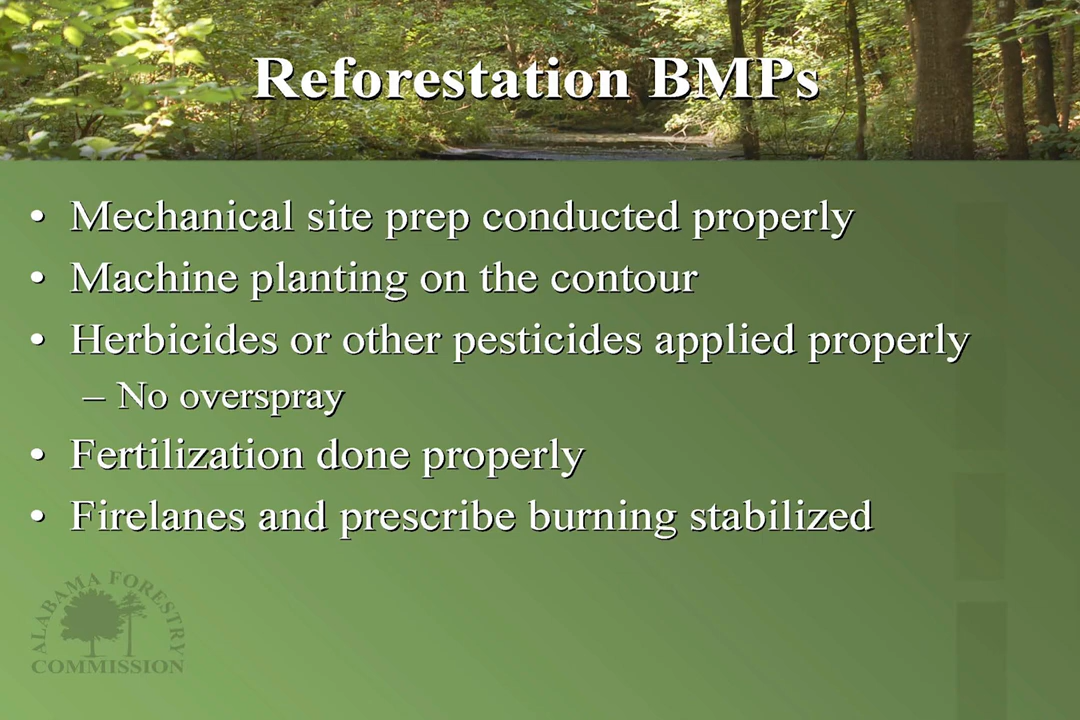 Reforestation BMPs
• Mechanical site prep conducted properly
• Machine planting on the contour
• Herbicides or other pesticides applied properly
– No overspray
• Fertilization done properly
• Firelanes and prescribe burning stabilized
ALABAMA FORESTRY
COMMISSION